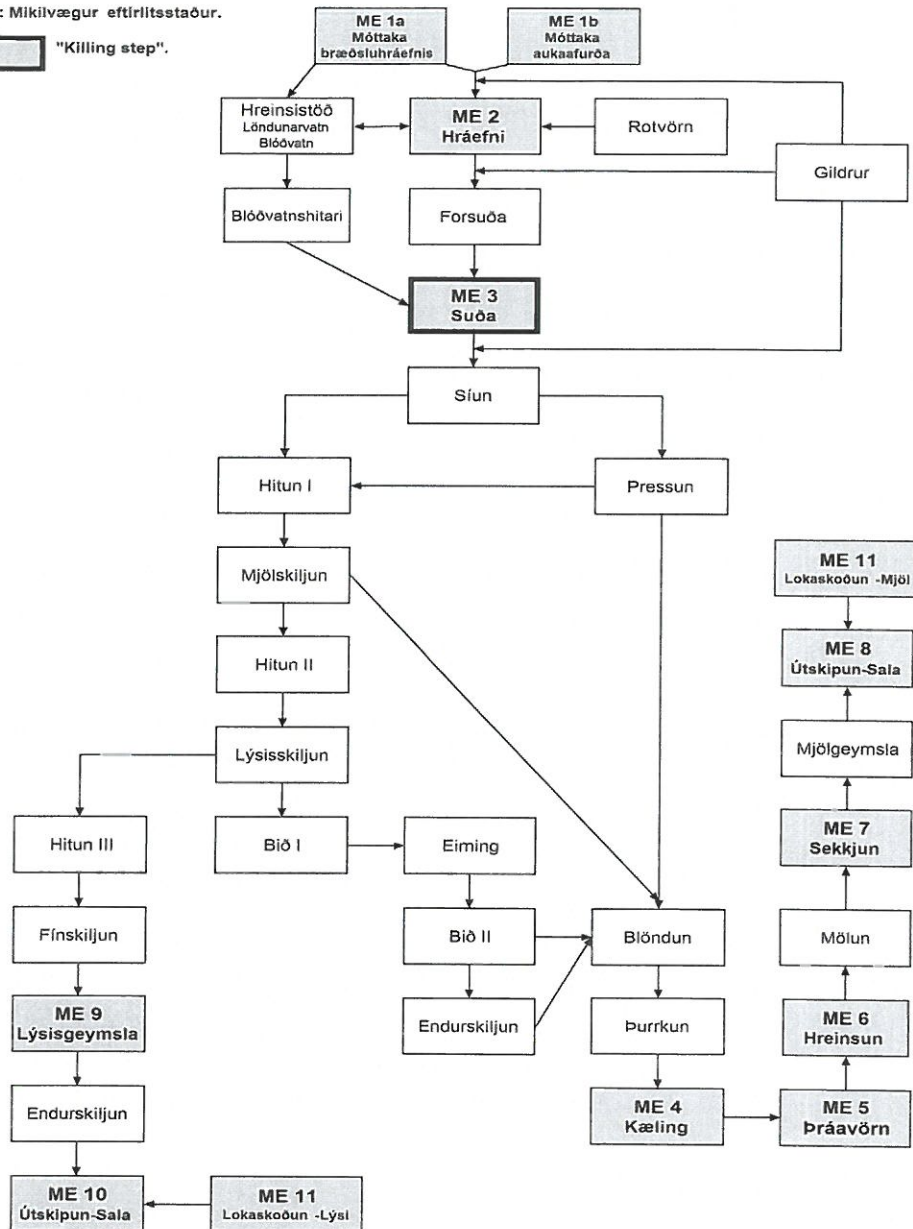 : Mikilvægur eftirlitsstaður.
"Killing step".
ME 1a
Móttaka
bræðsluhráefnis
ME 1b
Móttaka
aukaafurða
Hreinsistöð
Löndunarvatn
Blóðvatn
ME 2
Hráefni
Rotvörn
Gildrur
Blóðvatnshitari
Forsuða
ME 3
Suða
Síun
Hitun I
Pressun
Mjölskiljun
ME 11
Lokaskoðun -Mjöl
Hitun II
ME 8
Útskipun-Sala
Lýsisskiljun
Mjölgeymsla
Hitun III
Bið I
Eiming
ME 7
Sekkjun
Fínskiljun
Bið II
Blöndun
Mölun
ME 9
Lýsisgeymsla
Endurskiljun
Þurrkun
ME 6
Hreinsun
Endurskiljun
ME 4
Kæling
ME 5
Þráavörn
ME 10
Útskipun-Sala
ME 11
Lokaskoðun -Lýsi